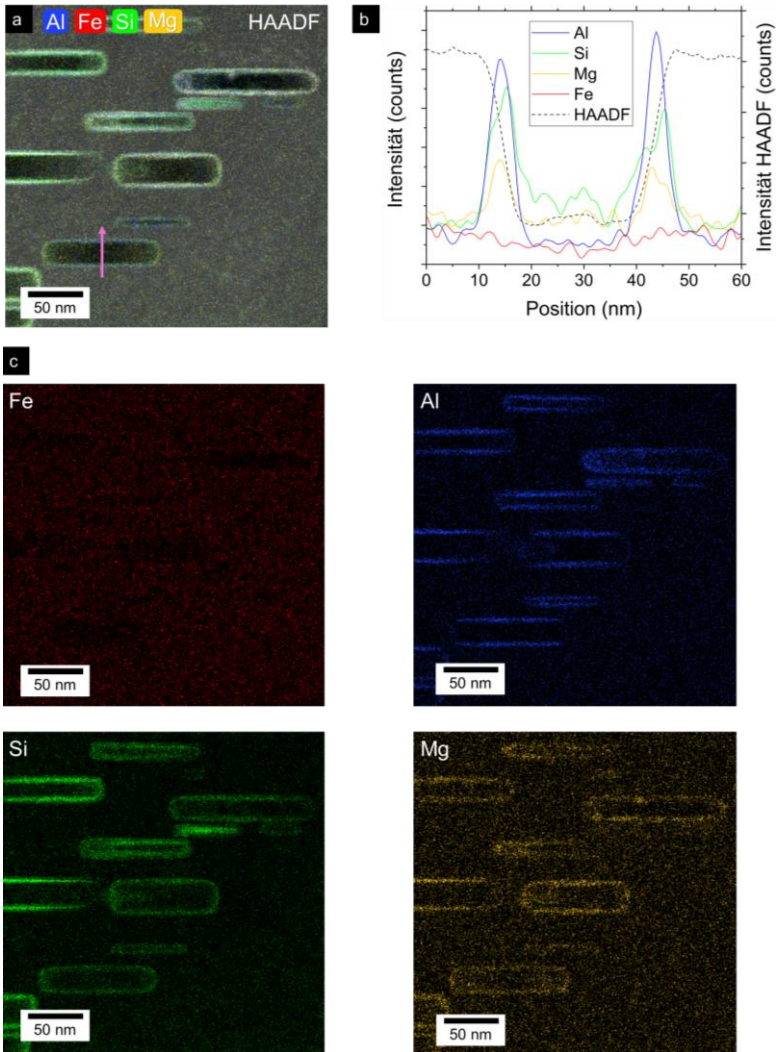 a
Al Fe Si Mg HAADF
50 nm
b
Al
Si
Mg
Fe
HAADF
Intensität (counts)
Intensität HAADF (counts)
0 10 20 30 40 50 60
Position (nm)
c
Fe
50 nm
Al
50 nm
Si
50 nm
Mg
50 nm